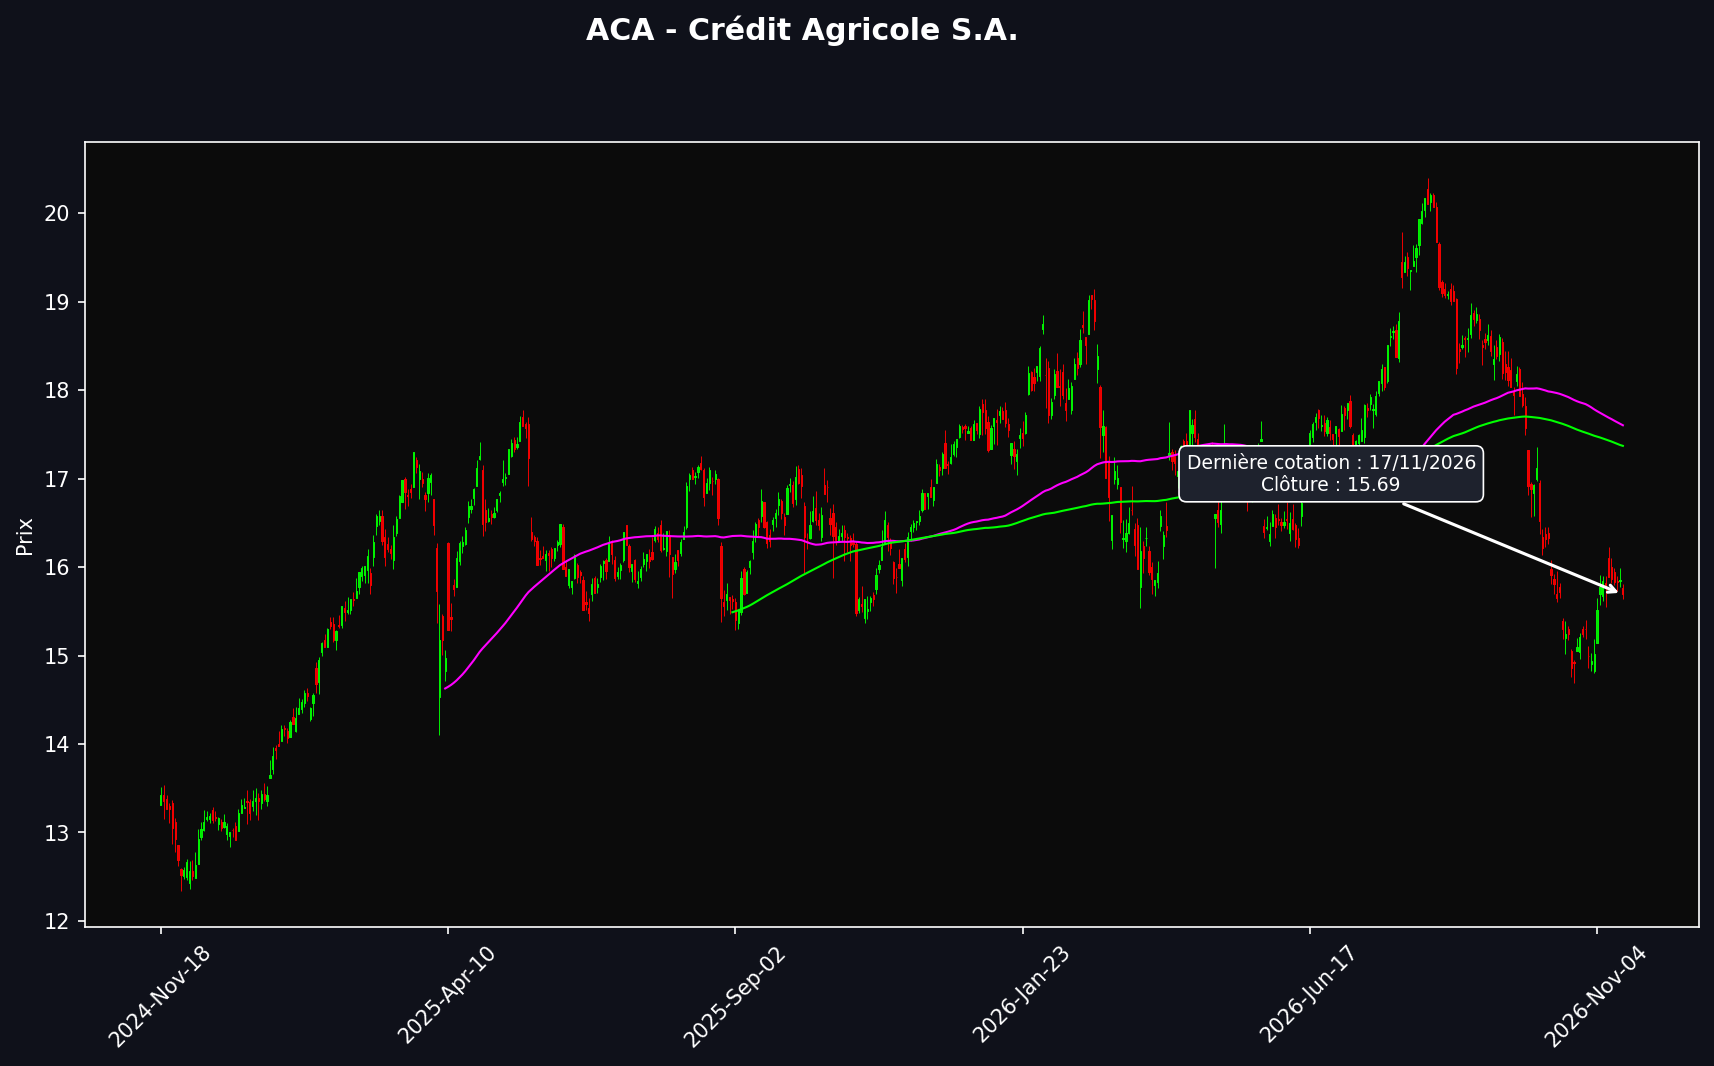 ACA - Crédit Agricole S.A.
Prix
20
19
18
17
16
15
14
13
12
Dernière cotation : 17/11/2026
Clôture : 15.69
2024-Nov-18
2025-Apr-10
2025-Sep-02
2026-Jan-23
2026-Jun-17
2026-Nov-04